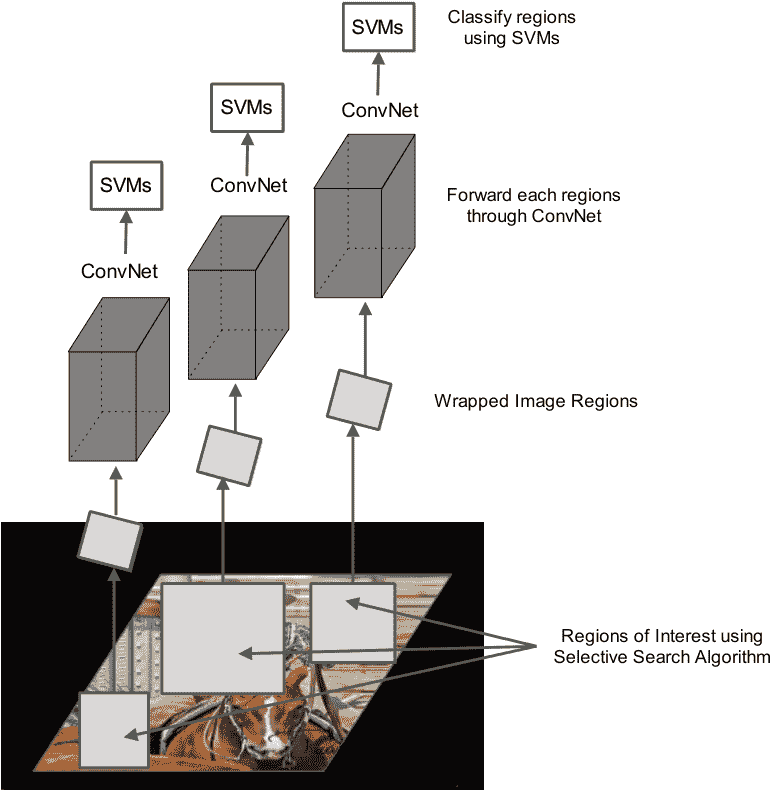 SVMs
Classify regions
using SVMs
ConvNet
SVMs
ConvNet
SVMs
Forward each regions
through ConvNet
ConvNet
Wrapped Image Regions
Regions of Interest using
Selective Search Algorithm